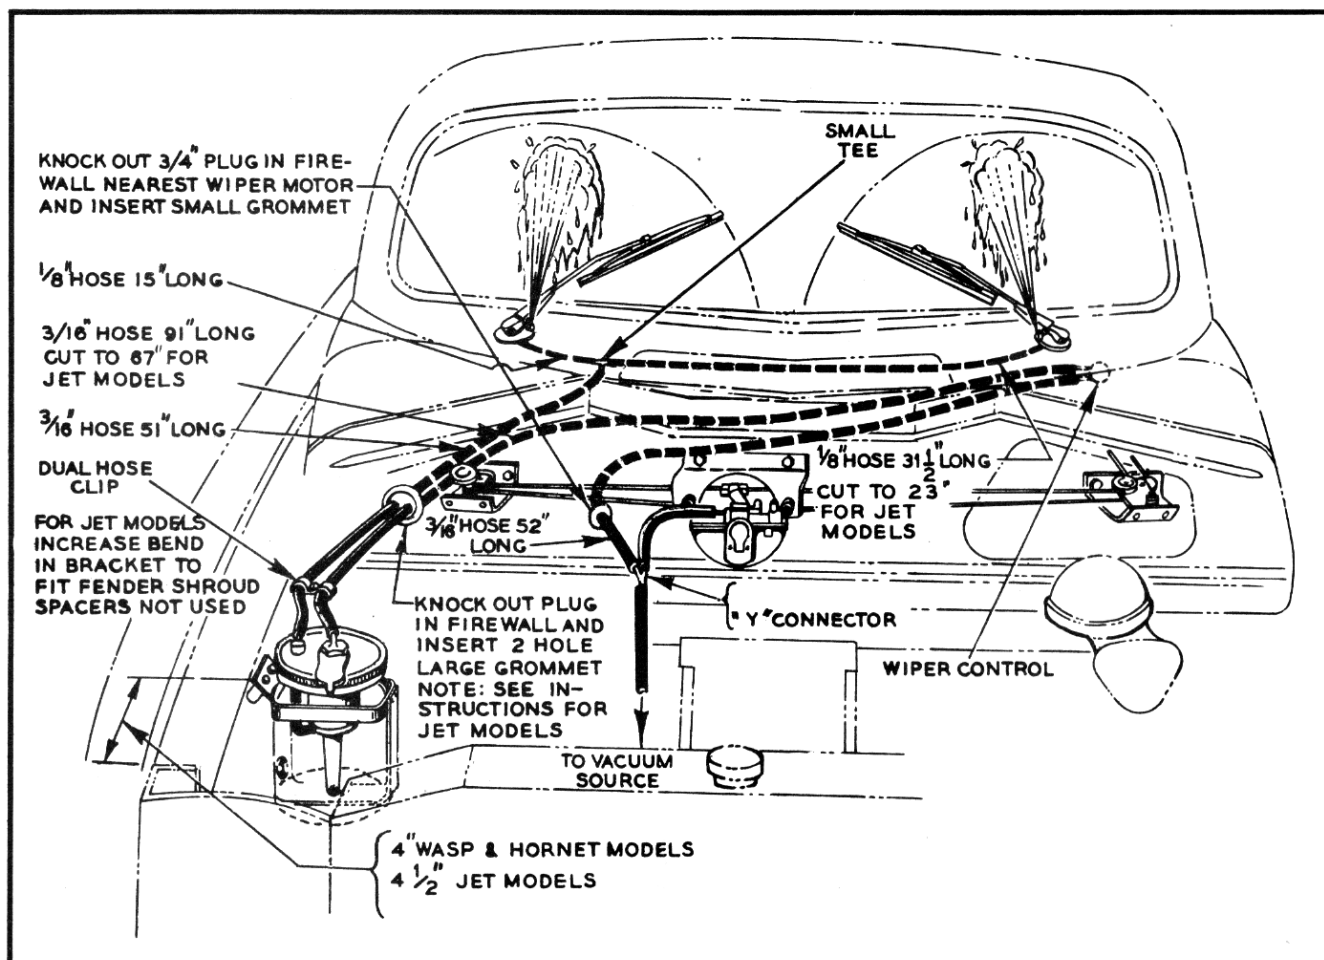 SMALL
TEE
KNOCK OUT 3/4" PLUG IN FIRE-
WALL NEAREST WIPER MOTOR
AND INSERT SMALL GROMMET
1/8" HOSE 15" LONG
3/16" HOSE 91" LONG
CUT TO 67" FOR
JET MODELS
3/16" HOSE 51" LONG
DUAL HOSE
CLIP
FOR JET MODELS
INCREASE BEND
IN BRACKET TO
FIT FENDER SHROUD
SPACERS NOT USED
1/8" HOSE 31 1/2" LONG
CUT TO 23"
FOR JET
MODELS
3/16" HOSE 52"
LONG
KNOCK OUT PLUG
IN FIREWALL AND
INSERT 2 HOLE
LARGE GROMMET
NOTE: SEE IN-
STRUCTIONS FOR
JET MODELS
"Y" CONNECTOR
WIPER CONTROL
TO VACUUM
SOURCE
4" WASP & HORNET MODELS
4 1/2" JET MODELS